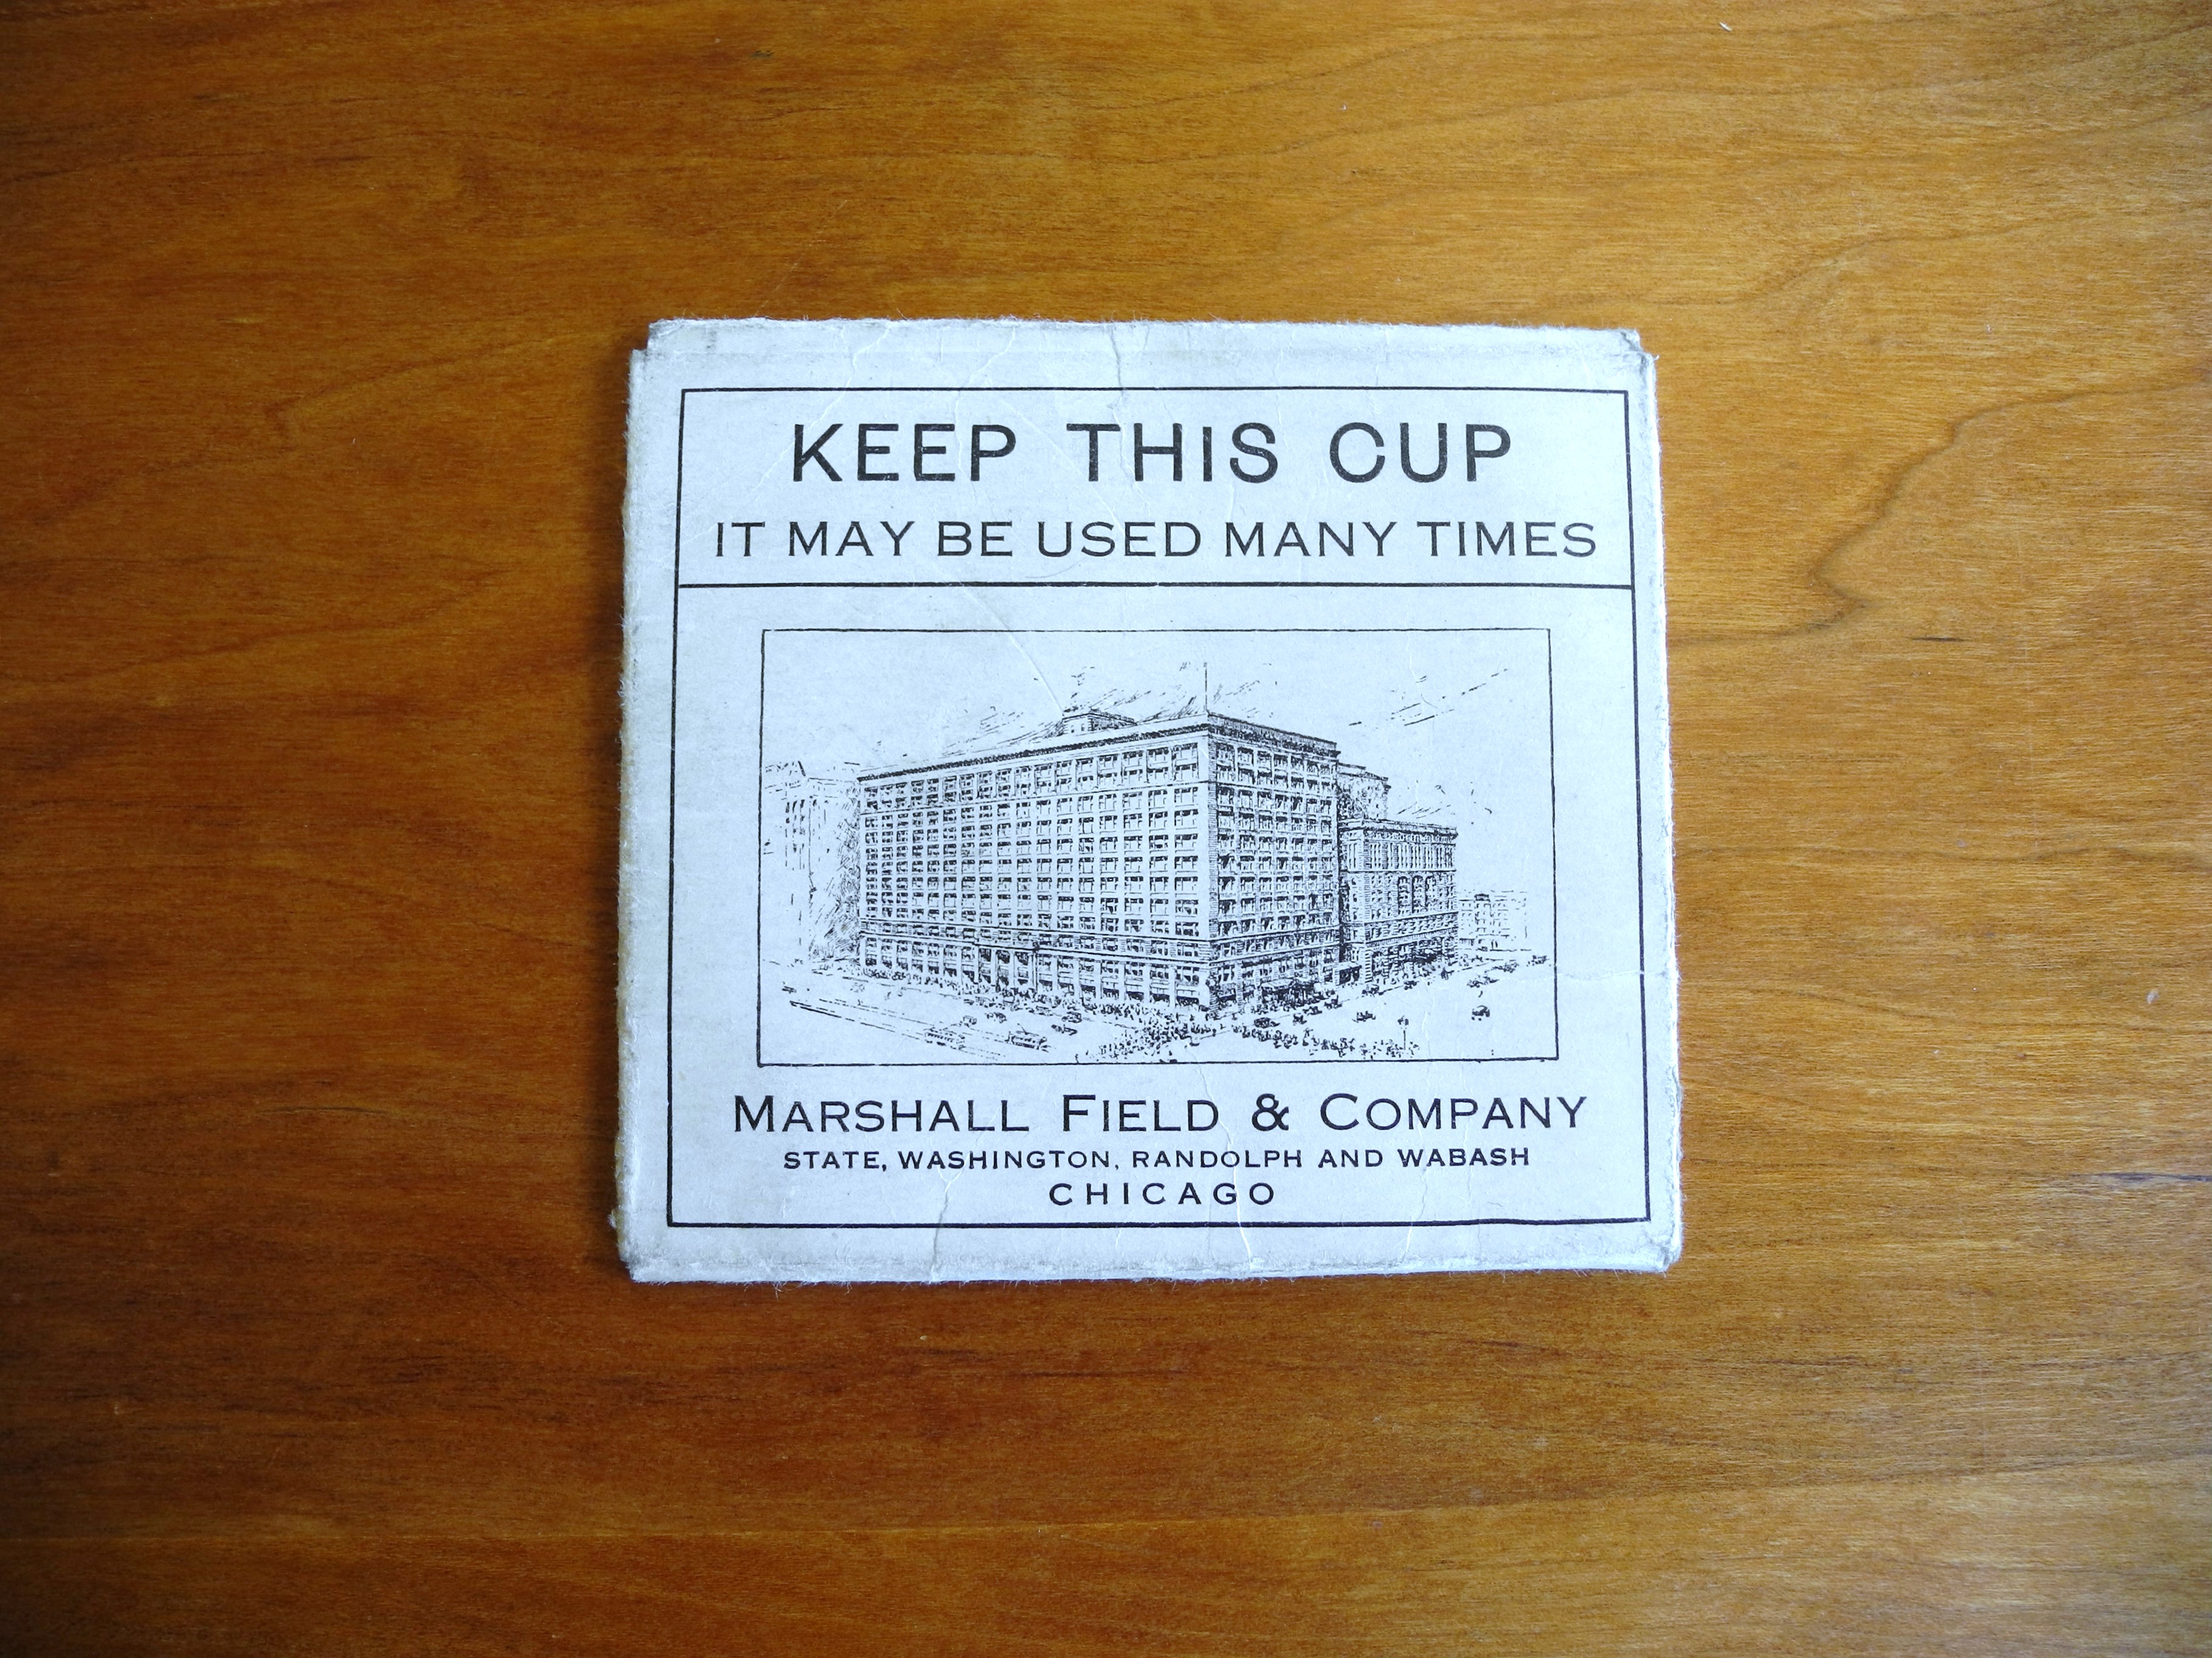 KEEP THIS CUP
IT MAY BE USED MANY TIMES
MARSHALL FIELD & COMPANY
STATE, WASHINGTON, RANDOLPH AND WABASH
CHICAGO